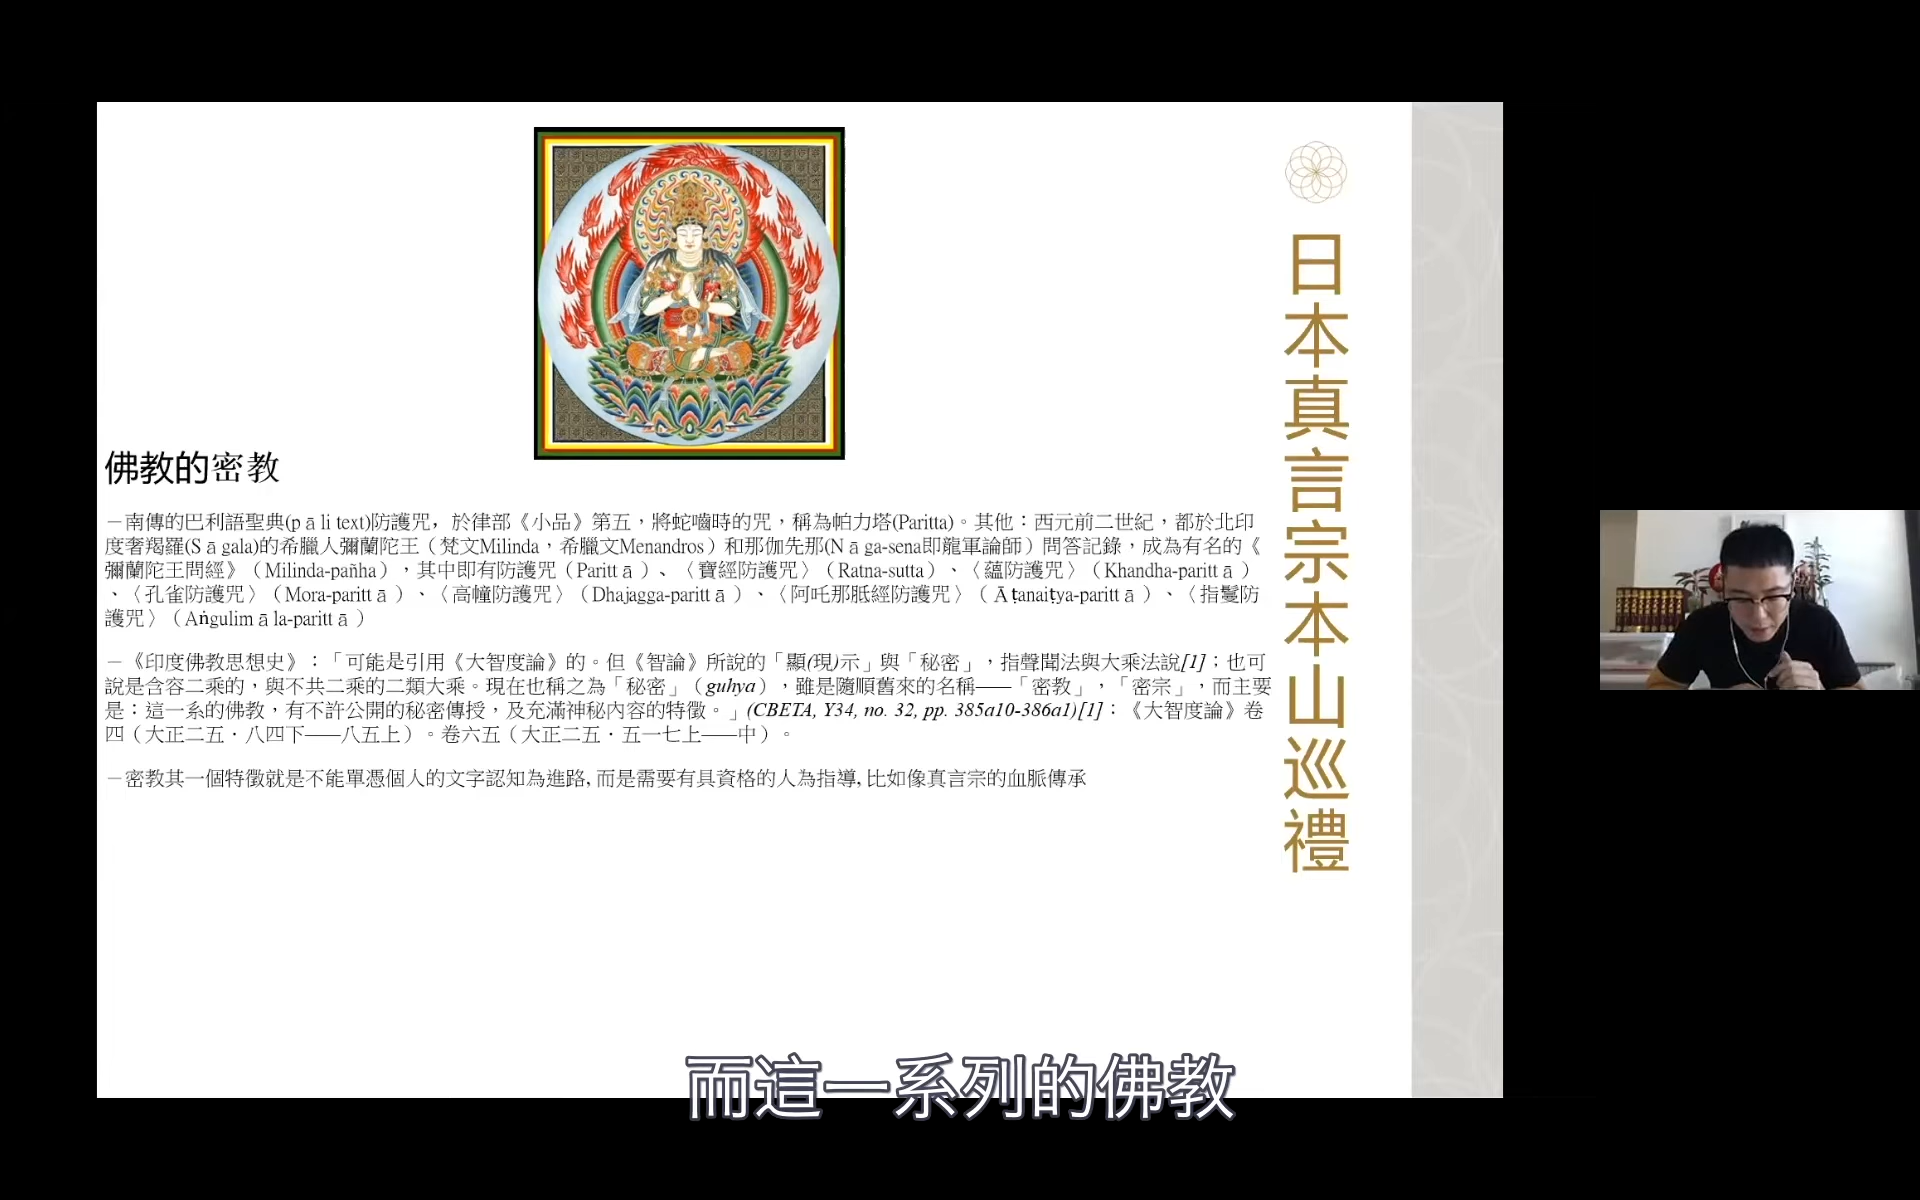 日本真言宗本山巡禮
佛教的密教
－南傳的巴利語聖典(p ā li text)防護咒，於律部《小品》第五，將蛇嚙時的咒，稱為帕力塔(Paritta)。其他：西元前二世紀，都於北印
度奢羯羅(S ā gala)的希臘人彌蘭陀王（梵文Milinda，希臘文Menandros）和那伽先那(N ā ga-sena即龍軍論師）問答記錄，成為有名的《
彌蘭陀王問經》（Milinda-pañha），其中即有防護咒（Paritt ā ）、〈寶經防護咒〉（Ratna-sutta）、〈蘊防護咒〉（Khandha-paritt ā ）
、〈孔雀防護咒〉（Mora-paritt ā ）、〈高幢防護咒〉（Dhajagga-paritt ā ）、〈阿吒那胝經防護咒〉（ Ā ṭanaiṭya-paritt ā ）、〈指鬘防
護咒〉（Aṅgulim ā la-paritt ā ）
－《印度佛教思想史》：「可能是引用《大智度論》的。但《智論》所說的「顯(現)示」與「秘密」，指聲聞法與大乘法說[1]；也可
說是含容二乘的，與不共二乘的二類大乘。現在也稱之為「秘密」（guhya），雖是隨順舊來的名稱——「密教」，「密宗」，而主要
是：這一系的佛教，有不許公開的秘密傳授，及充滿神秘內容的特徵。」(CBETA, Y34, no. 32, pp. 385a10-386a1)[1]：《大智度論》卷
四（大正二五．八四下——八五上）。卷六五（大正二五．五一七上——中）。
－密教其一個特徵就是不能單憑個人的文字認知為進路, 而是需要有具資格的人為指導, 比如像真言宗的血脈傳承
而這一系列的佛教